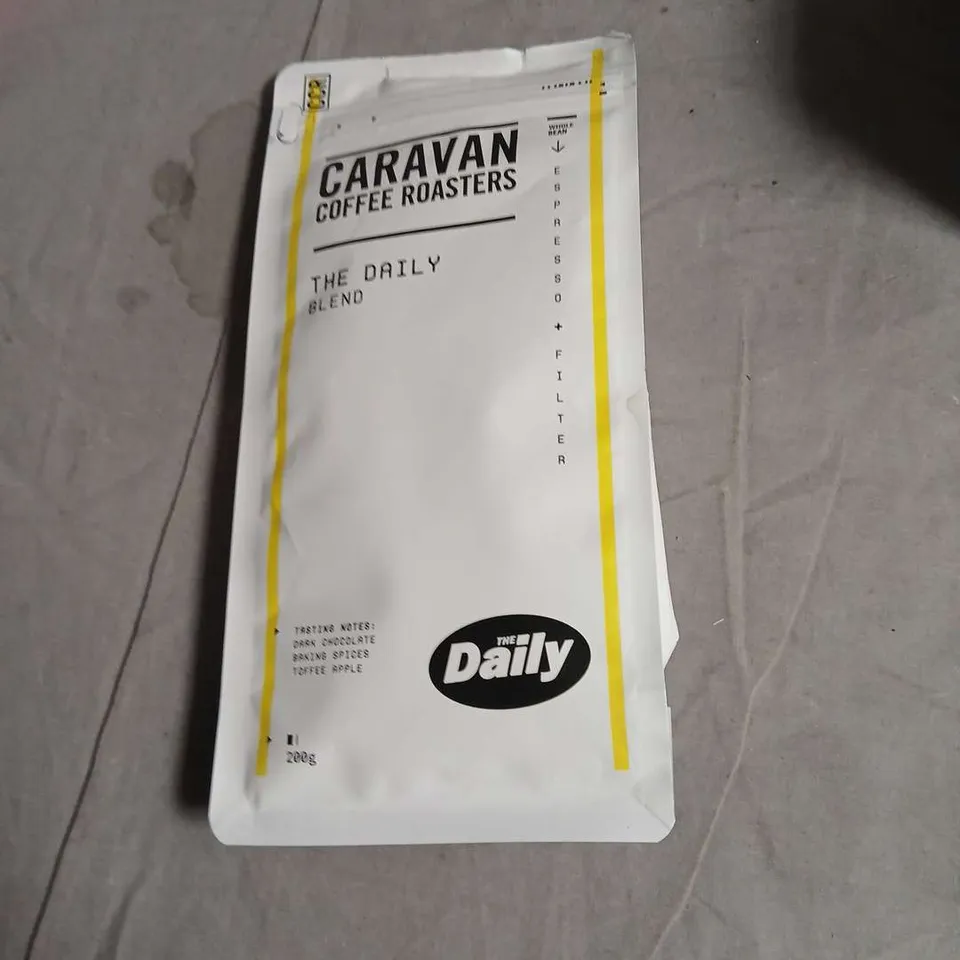 CARAVAN
COFFEE ROASTERS
THE DAILY
BLEND
WHOLE
BEAN
ESPRESSO + FILTER
TASTING NOTES:
DARK CHOCOLATE
BAKING SPICES
TOFFEE APPLE
THE
Daily
200g